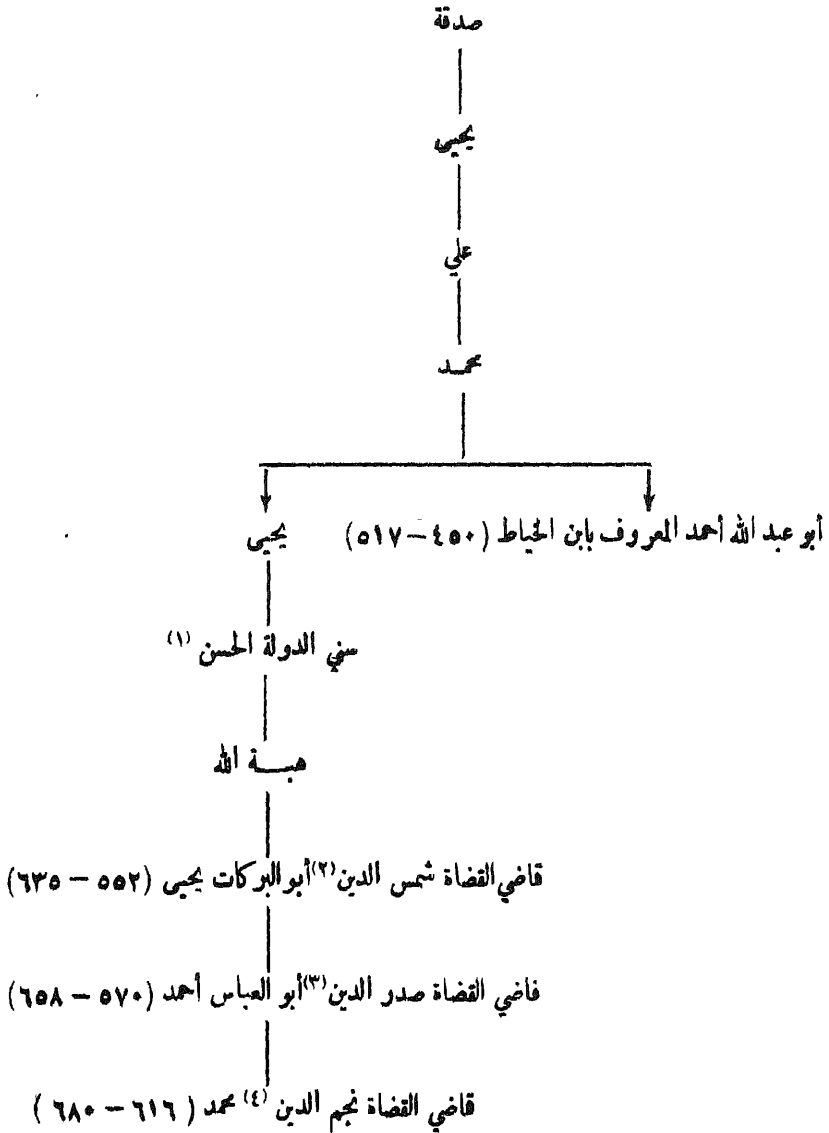 صدقة
يحيى
علي
محمد
أبو عبد الله أحمد المعروف بابن الخياط (٤٥٠ – ٥١٧)
يحيى
سني الدولة الحسن (١)
هبة الله
قاضي القضاة شمس الدين (٢) أبو البركات يحيى (٥٥٢ – ٦٣٥)
قاضي القضاة صدر الدين (٣) أبو العباس أحمد (٥٧٠ – ٦٥٨)
قاضي القضاة نجم الدين (٤) محمد (٦١٦ – ٦٨٠)